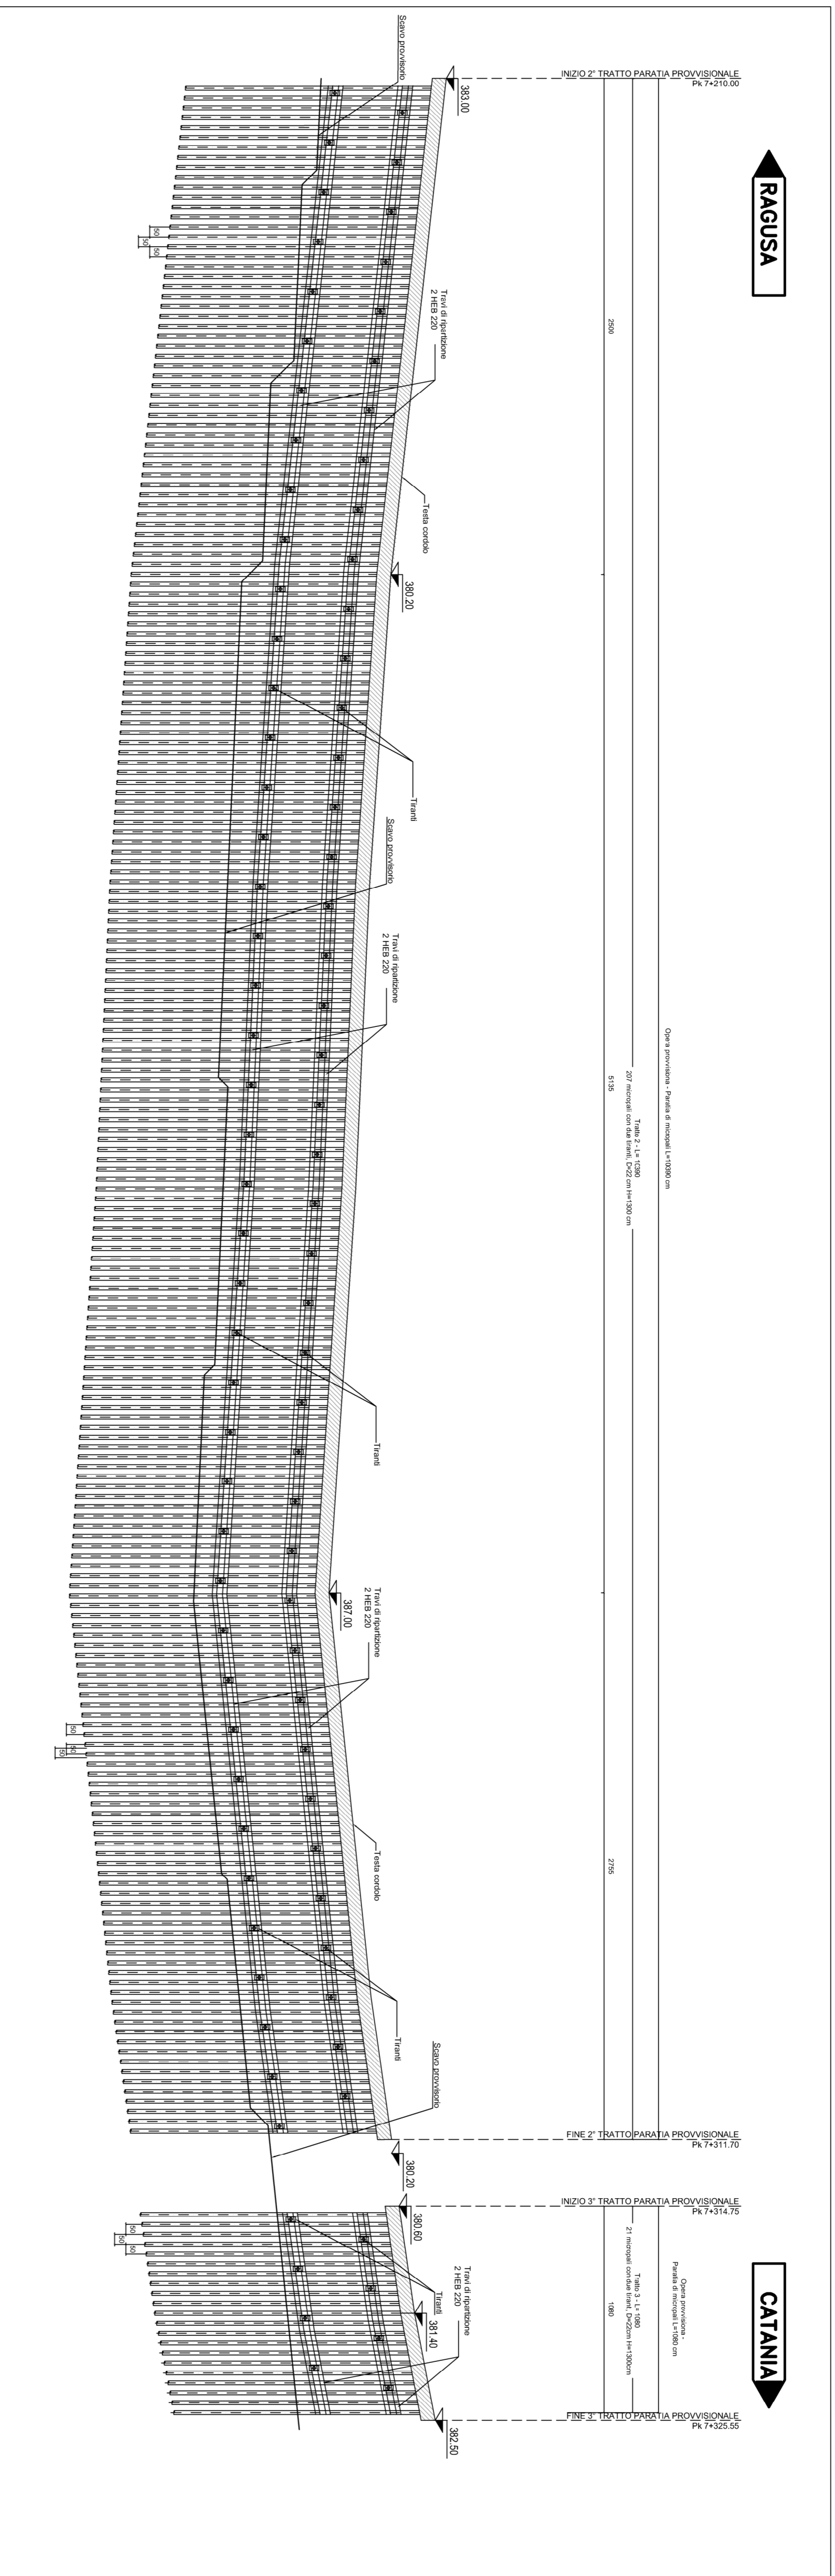 RAGUSA
INIZIO 2° TRATTO PARATIA PROVVISIONALE
Pk 7+210.00
383.00
Scavo provvisorio
50
50
50
2500
Travi di ripartizione
2 HEB 220
Testa cordolo
380.20
Tiranti
Scavo provvisorio
Travi di ripartizione
2 HEB 220
Opera provvisiona - Paratia di micropali L=10390 cm
Tratto 2 - L= 10390
207 micropali con due tiranti, D=22 cm H=1300 cm
5135
Tiranti
387.00
Travi di ripartizione
2 HEB 220
50
50
50
2755
Testa cordolo
Tiranti
Scavo provvisorio
FINE 2° TRATTO PARATIA PROVVISIONALE
Pk 7+311.70
380.20
INIZIO 3° TRATTO PARATIA PROVVISIONALE
Pk 7+314.75
380.60
50
50
50
Tiranti
381.40
Travi di ripartizione
2 HEB 220
Opera provvisiona -
Paratia di micropali L=1080 cm
Tratto 3 - L= 1080
21 micropali con due tiranti, D=22cm H=1300cm
1080
FINE 3° TRATTO PARATIA PROVVISIONALE
Pk 7+325.55
382.50
CATANIA